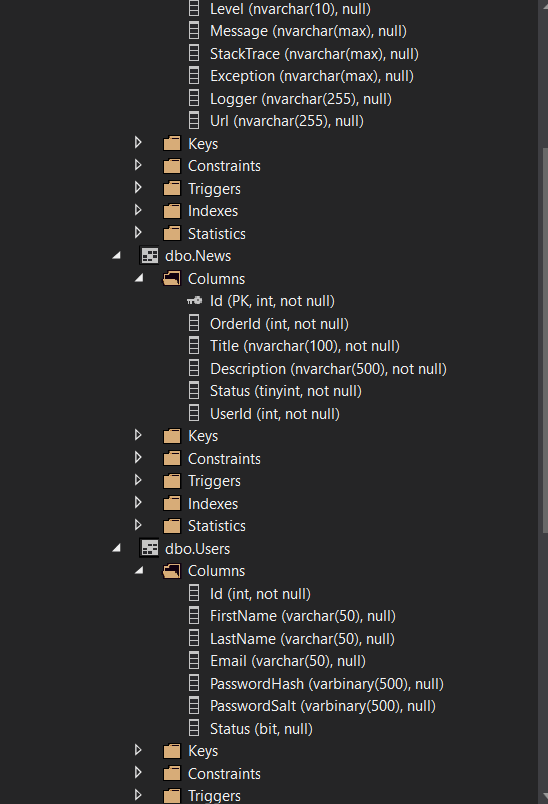 Level (nvarchar(10), null)
Message (nvarchar(max), null)
StackTrace (nvarchar(max), null)
Exception (nvarchar(max), null)
Logger (nvarchar(255), null)
Url (nvarchar(255), null)
Keys
Constraints
Triggers
Indexes
Statistics
dbo.News
Columns
Id (PK, int, not null)
OrderId (int, not null)
Title (nvarchar(100), not null)
Description (nvarchar(500), not null)
Status (tinyint, not null)
UserId (int, not null)
Keys
Constraints
Triggers
Indexes
Statistics
dbo.Users
Columns
Id (int, not null)
FirstName (varchar(50), null)
LastName (varchar(50), null)
Email (varchar(50), null)
PasswordHash (varbinary(500), null)
PasswordSalt (varbinary(500), null)
Status (bit, null)
Keys
Constraints
Triggers